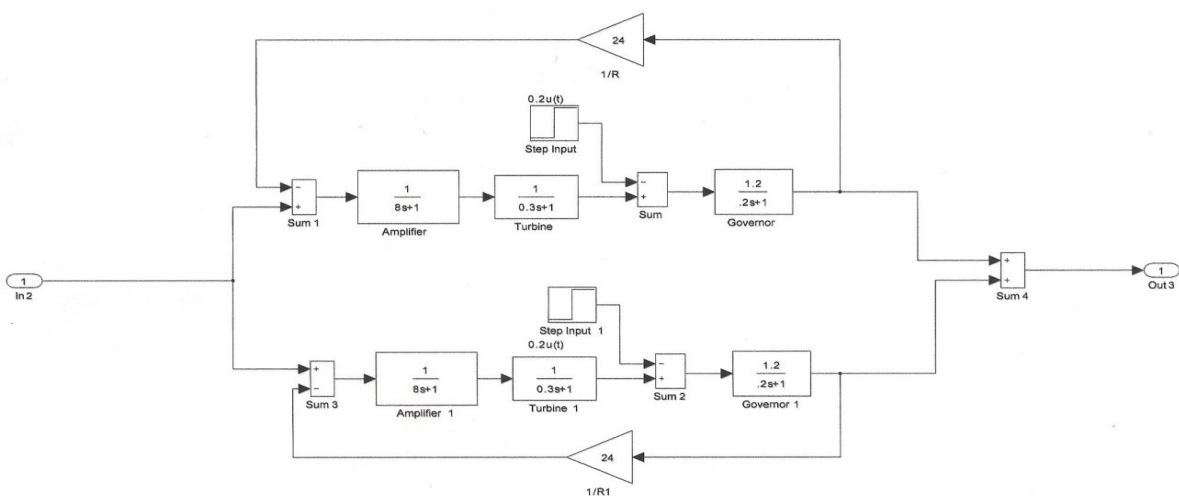 24
1/R
0.2u(t)
Step Input
1
8s+1
Amplifier
1
0.3s+1
Turbine
−
+
Sum 1
−
+
Sum
1.2
.2s+1
Governor
1
In2
+
+
Sum 4
1
Out 3
Step Input 1
0.2u(t)
+
−
Sum 3
1
8s+1
Amplifier 1
1
0.3s+1
Turbine 1
−
+
Sum 2
1.2
.2s+1
Governor 1
24
1/R1